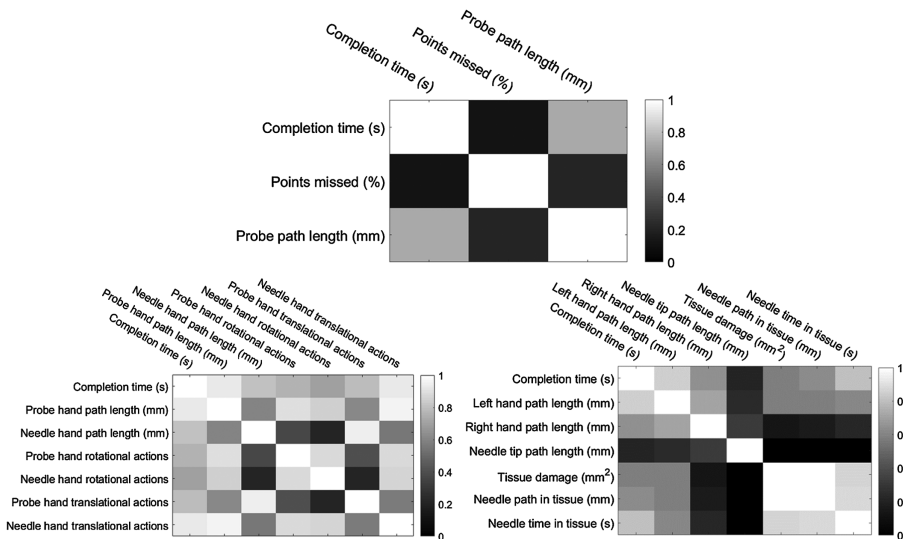 Completion time (s)
Points missed (%)
Probe path length (mm)
Completion time (s)
Points missed (%)
Probe path length (mm)
1
0.8
0.6
0.4
0.2
0
Completion time (s)
Probe hand path length (mm)
Needle hand path length (mm)
Probe rotational actions
Needle hand rotational actions
Probe hand translational actions
Needle hand translational actions
Completion time (s)
Probe hand path length (mm)
Needle hand path length (mm)
Probe hand rotational actions
Needle hand rotational actions
Probe hand translational actions
Needle hand translational actions
1
0.8
0.6
0.4
0.2
0
Completion time (s)
Left hand path length (mm)
Right hand path length (mm)
Needle tip path length (mm)
Tissue damage (mm²)
Needle path in tissue (mm)
Needle time in tissue (s)
Completion time (s)
Left hand path length (mm)
Right hand path length (mm)
Needle tip path length (mm)
Tissue damage (mm²)
Needle path in tissue (mm)
Needle time in tissue (s)
1
0
0
0
0
0